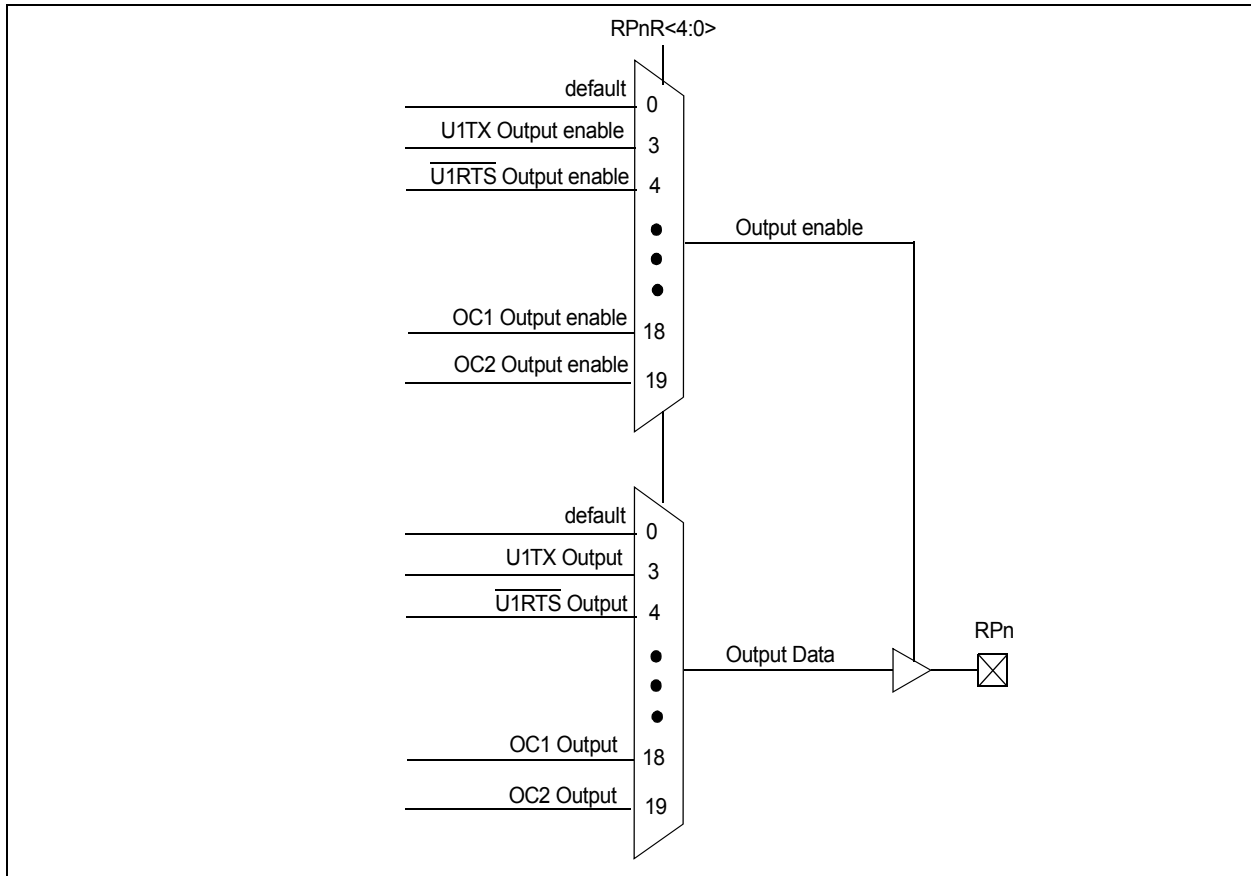 RPnR<4:0>
default
0
U1TX Output enable
3
U1RTS Output enable
4
Output enable
OC1 Output enable
18
OC2 Output enable
19
default
0
U1TX Output
3
U1RTS Output
4
RPn
Output Data
OC1 Output
18
OC2 Output
19